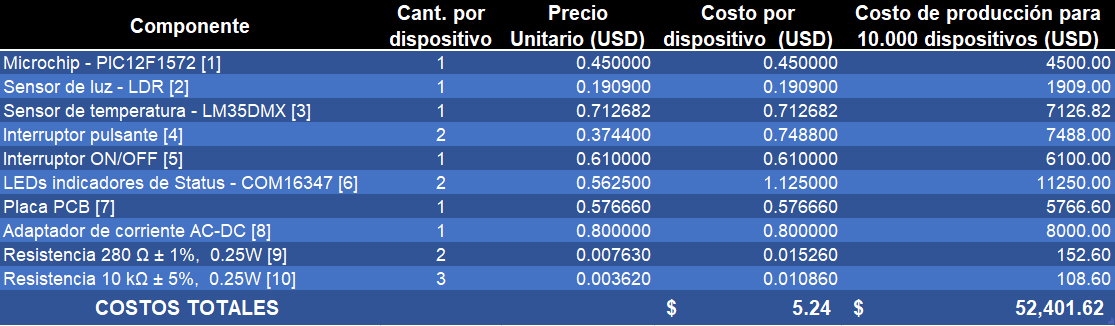 Componente Cant. por dispositivo Precio Unitario (USD) Costo por dispositivo (USD) Costo de producción para 10.000 dispositivos (USD)
Microchip - PIC12F1572 [1] 1 0.450000 0.450000 4500.00
Sensor de luz - LDR [2] 1 0.190900 0.190900 1909.00
Sensor de temperatura - LM35DMX [3] 1 0.712682 0.712682 7126.82
Interruptor pulsante [4] 2 0.374400 0.748800 7488.00
Interruptor ON/OFF [5] 1 0.610000 0.610000 6100.00
LEDs indicadores de Status - COM16347 [6] 2 0.562500 1.125000 11250.00
Placa PCB [7] 1 0.576660 0.576660 5766.60
Adaptador de corriente AC-DC [8] 1 0.800000 0.800000 8000.00
Resistencia 280 Ω ± 1%, 0.25W [9] 2 0.007630 0.015260 152.60
Resistencia 10 kΩ ± 5%, 0.25W [10] 3 0.003620 0.010860 108.60
COSTOS TOTALES $ 5.24 $ 52,401.62